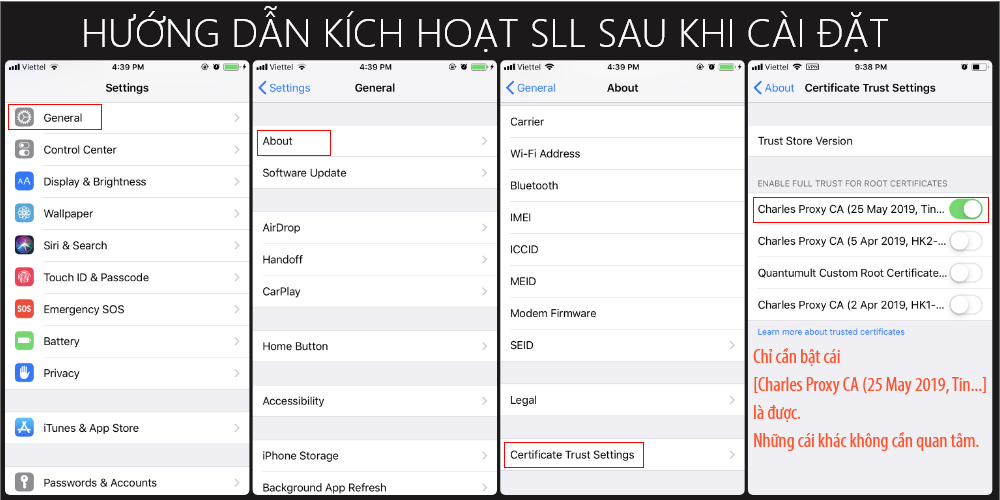 HƯỚNG DẪN KÍCH HOẠT SLL SAU KHI CÀI ĐẶT
Viettel 4:39 PM
Settings
General
Control Center
Display & Brightness
Wallpaper
Siri & Search
Touch ID & Passcode
SOS Emergency SOS
Battery
Privacy
iTunes & App Store
Passwords & Accounts
Viettel 4:39 PM
Settings General
About
Software Update
AirDrop
Handoff
CarPlay
Home Button
Accessibility
iPhone Storage
Background App Refresh
Viettel 4:39 PM
General About
Carrier
Wi-Fi Address
Bluetooth
IMEI
ICCID
MEID
Modem Firmware
SEID
Legal
Certificate Trust Settings
Viettel VPN 9:38 PM
About Certificate Trust Settings
Trust Store Version
ENABLE FULL TRUST FOR ROOT CERTIFICATES
Charles Proxy CA (25 May 2019, Tin...
Charles Proxy CA (5 Apr 2019, HK2-...
Quantumult Custom Root Certificate...
Charles Proxy CA (2 Apr 2019, HK1-...
Learn more about trusted certificates
Chỉ cần bật cái
[Charles Proxy CA (25 May 2019, Tin...]
là được.
Những cái khác không cần quan tâm.